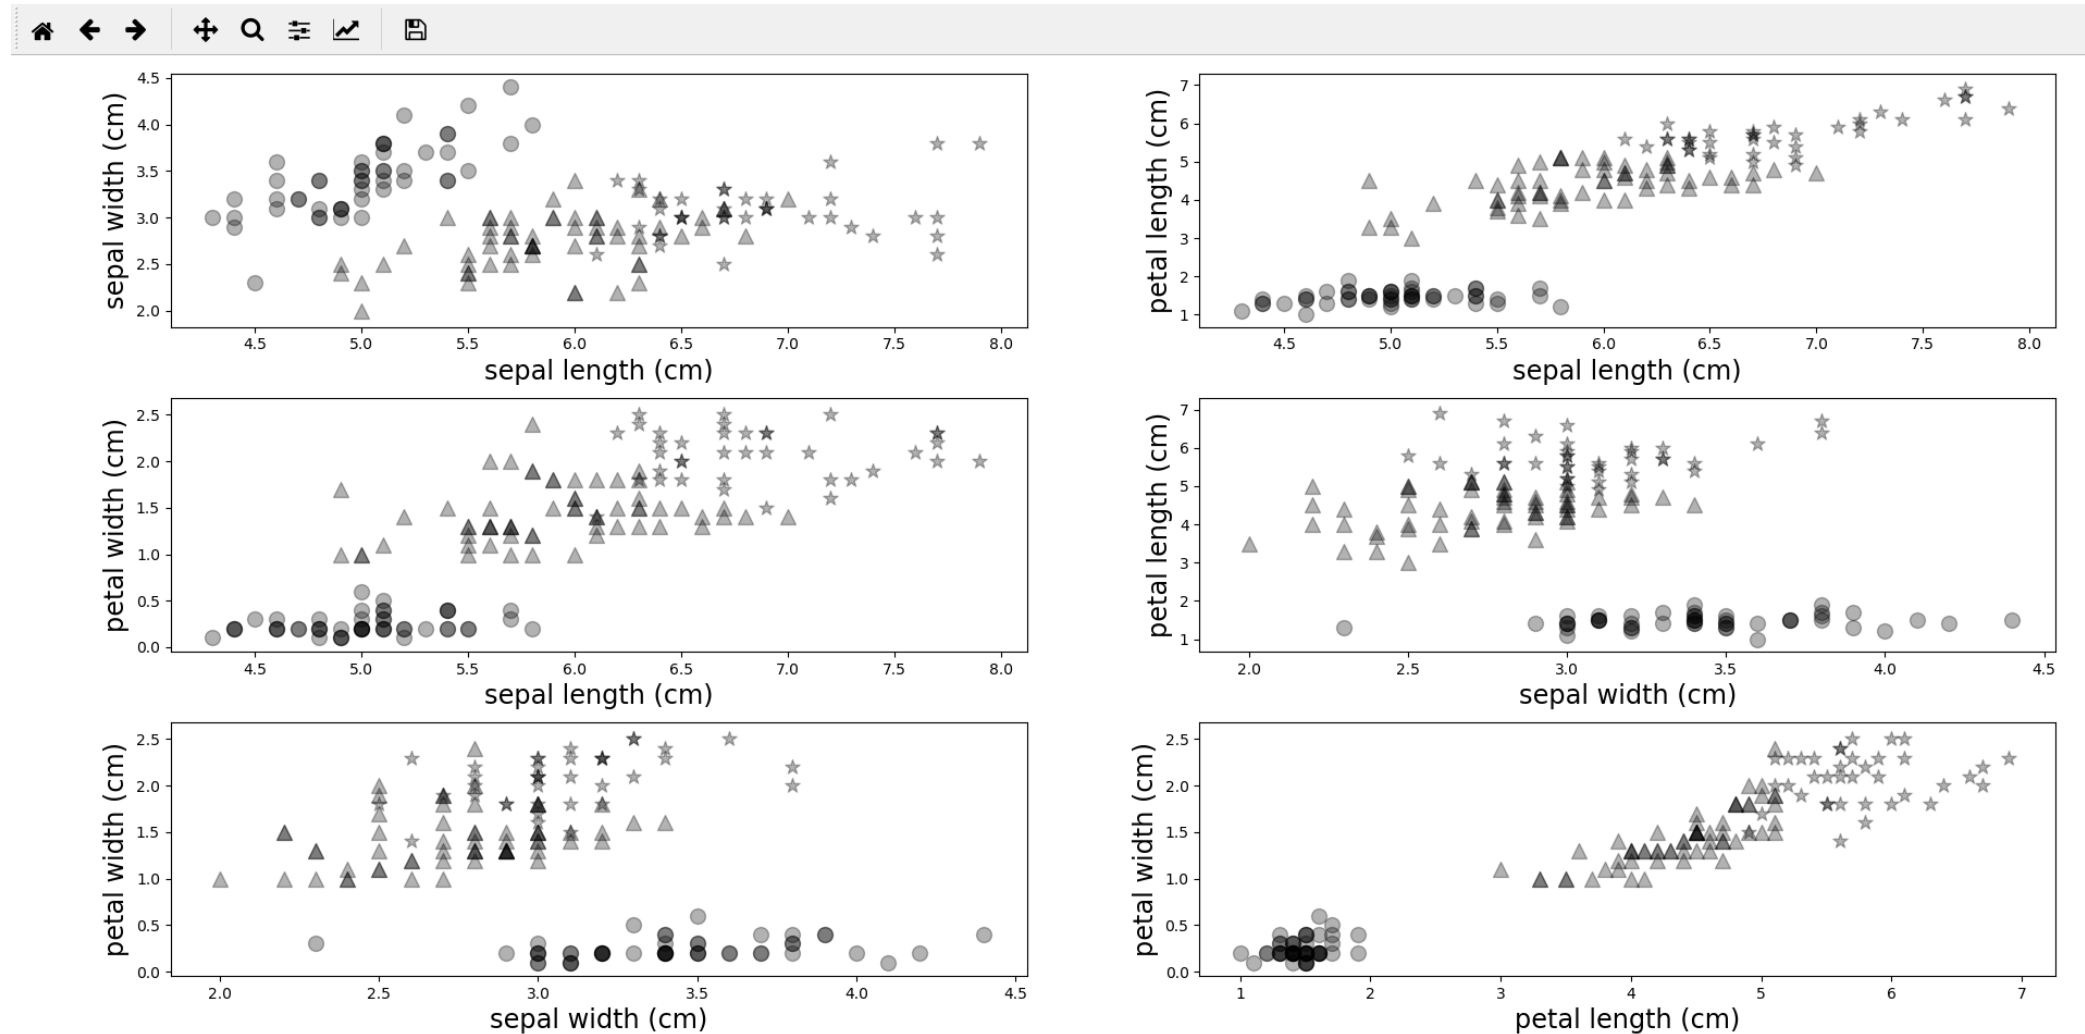 4.5
4.0
3.5
3.0
2.5
2.0
sepal width (cm)
4.5 5.0 5.5 6.0 6.5 7.0 7.5 8.0
sepal length (cm)
7
6
5
4
3
2
1
petal length (cm)
4.5 5.0 5.5 6.0 6.5 7.0 7.5 8.0
sepal length (cm)
2.5
2.0
1.5
1.0
0.5
0.0
petal width (cm)
4.5 5.0 5.5 6.0 6.5 7.0 7.5 8.0
sepal length (cm)
7
6
5
4
3
2
1
petal length (cm)
2.0 2.5 3.0 3.5 4.0 4.5
sepal width (cm)
2.5
2.0
1.5
1.0
0.5
0.0
petal width (cm)
2.0 2.5 3.0 3.5 4.0 4.5
sepal width (cm)
2.5
2.0
1.5
1.0
0.5
0.0
petal width (cm)
1 2 3 4 5 6 7
petal length (cm)